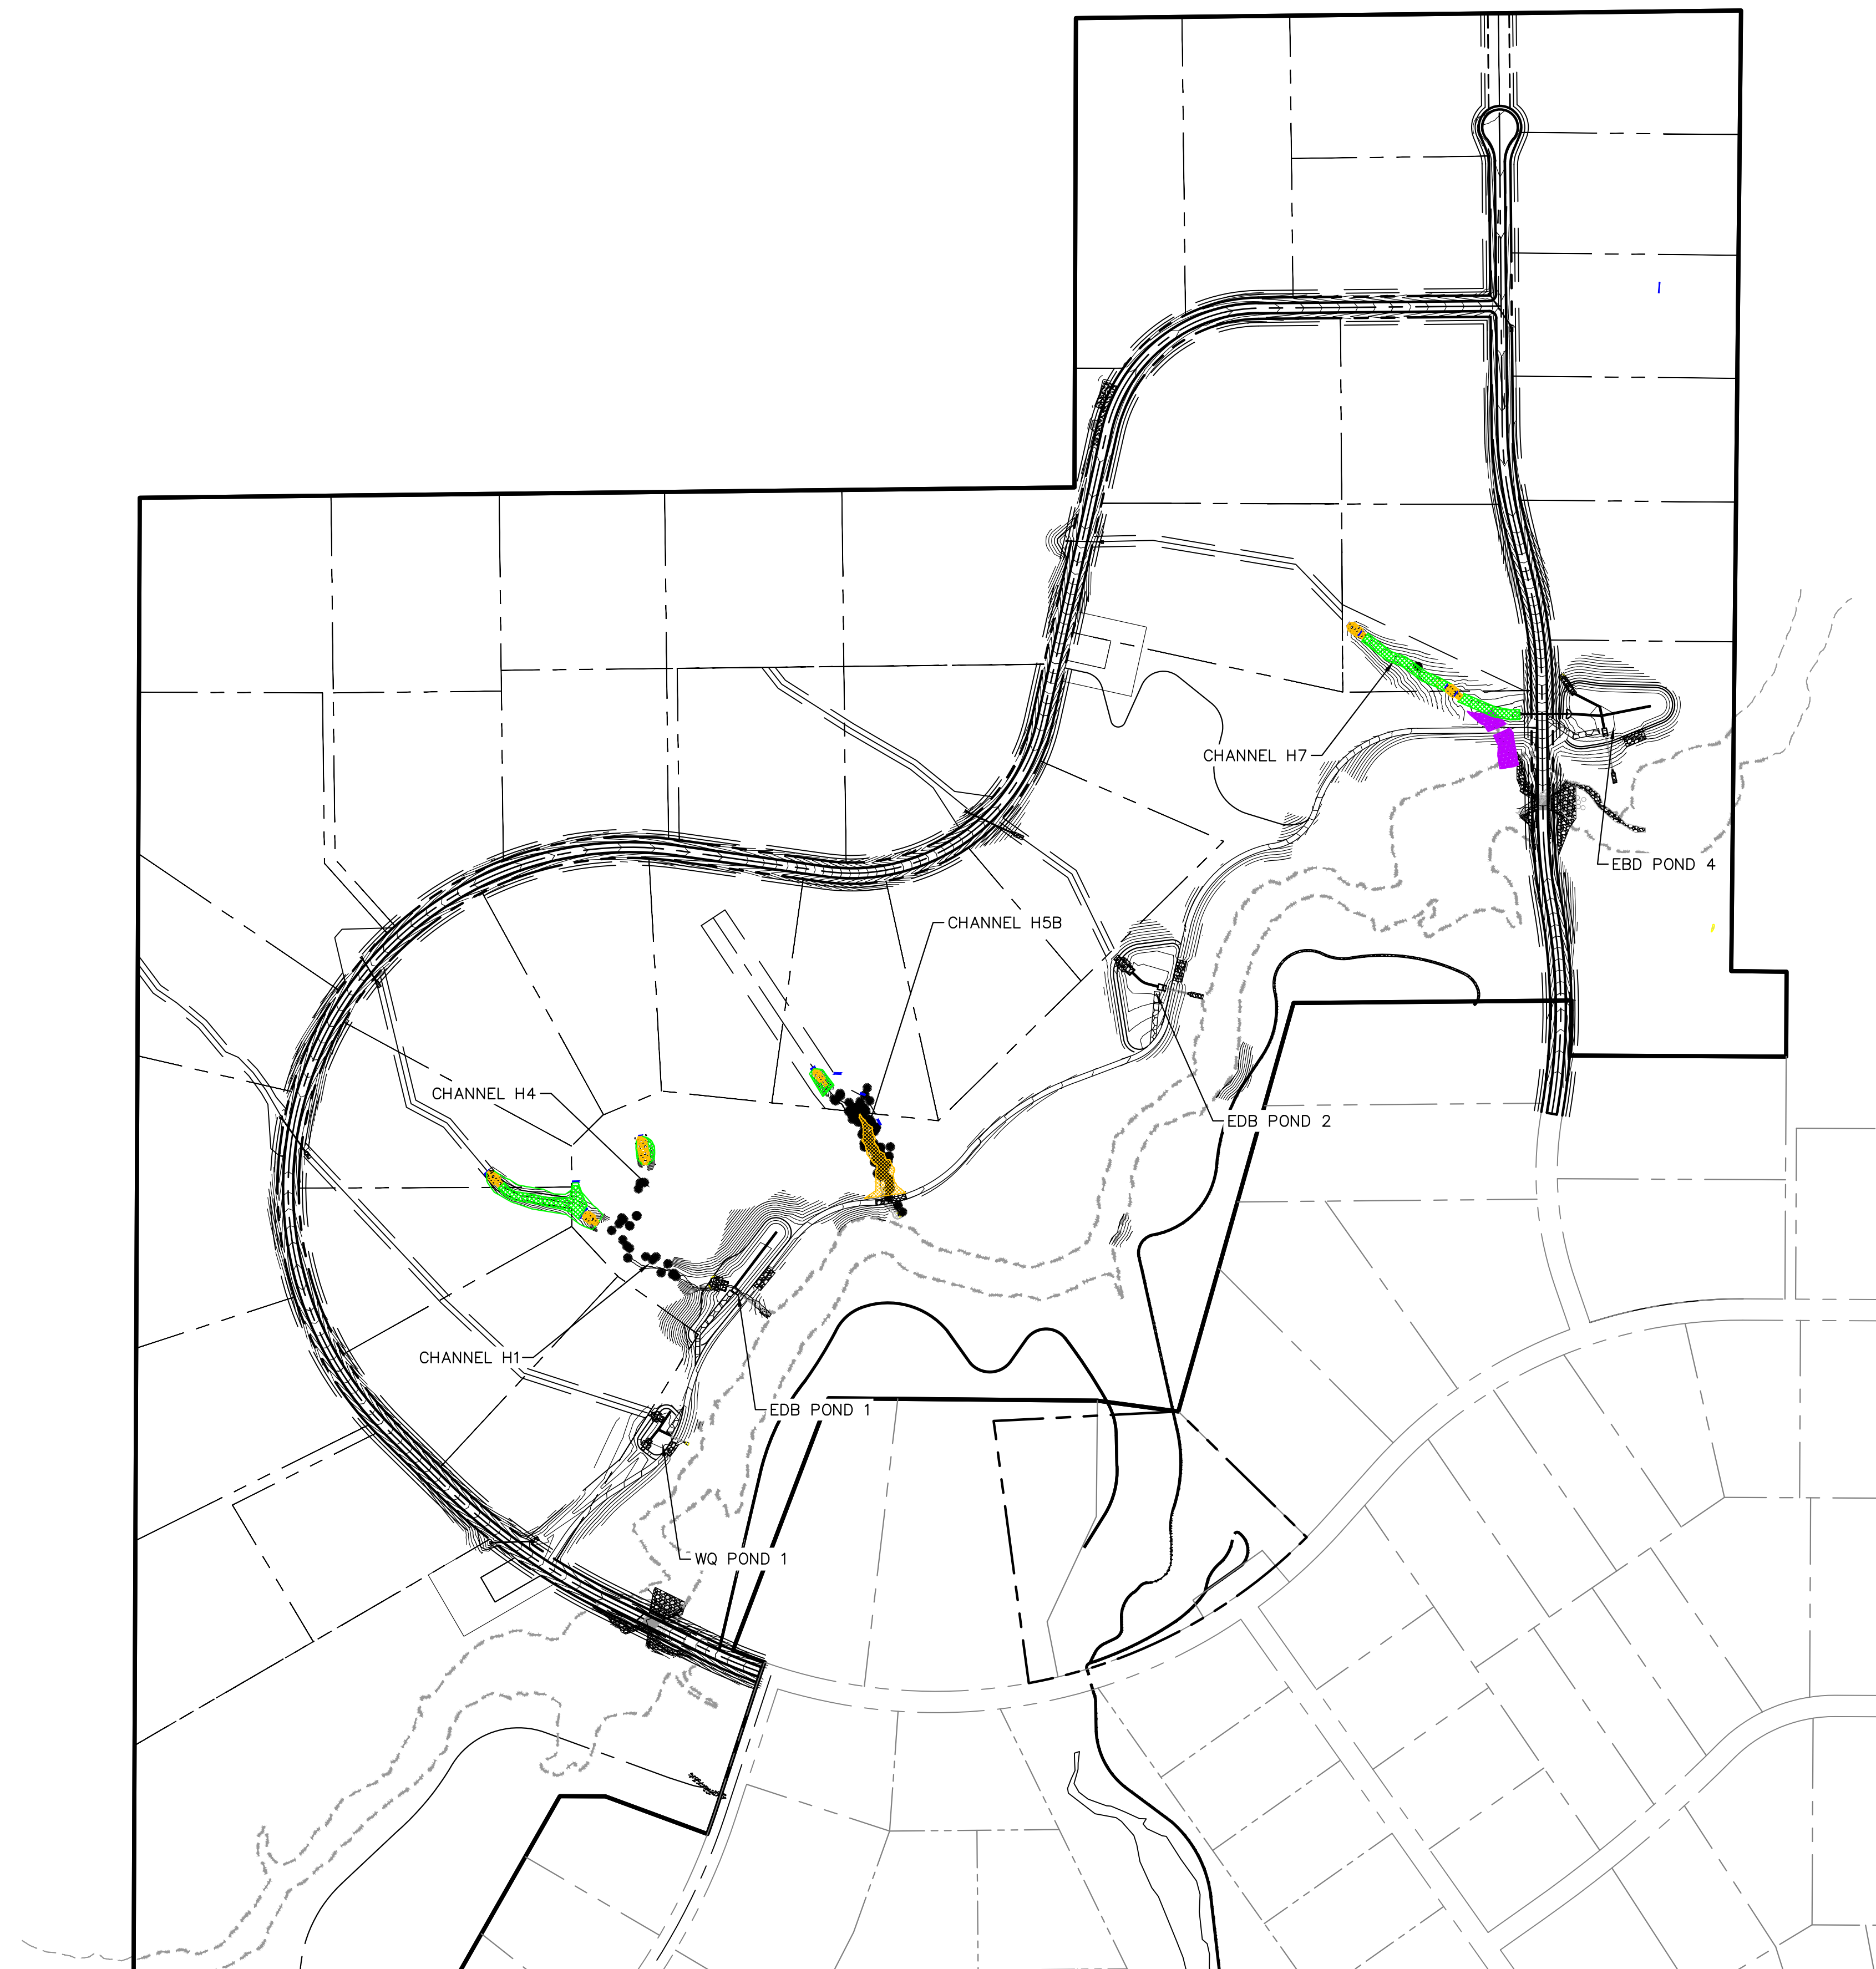 CHANNEL H7
EBD POND 4
CHANNEL H5B
CHANNEL H4
EDB POND 2
CHANNEL H1
EDB POND 1
WQ POND 1